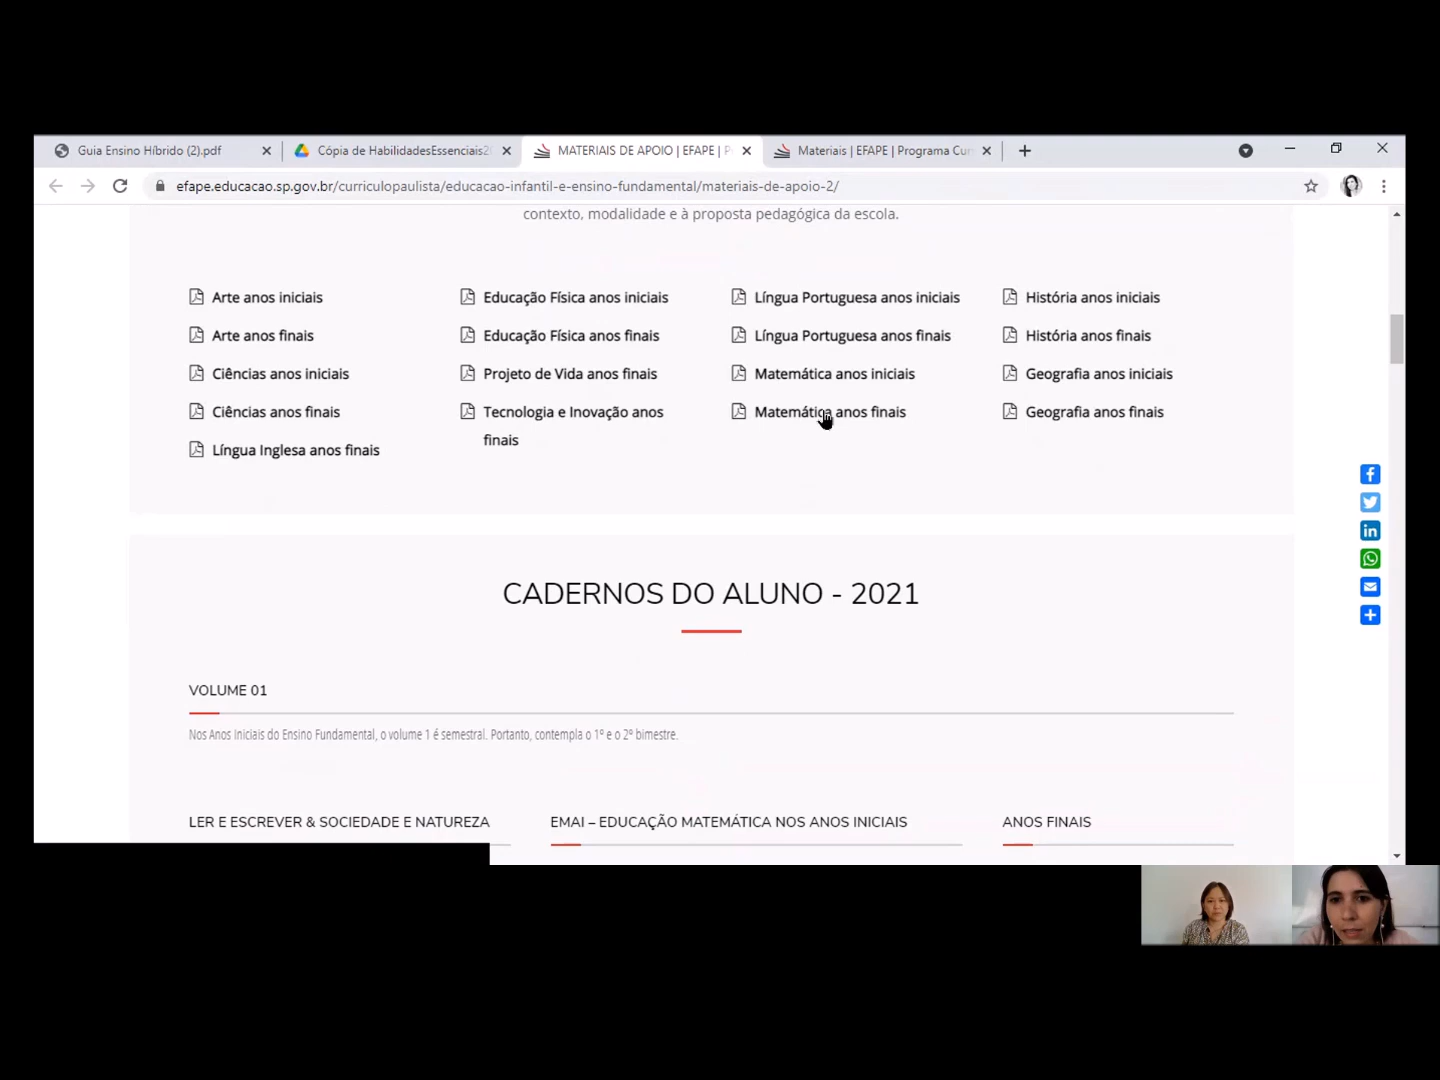 Guia Ensino Híbrido (2).pdf
Cópia de HabilidadesEssenciais2
MATERIAIS DE APOIO | EFAPE | P
Materiais | EFAPE | Programa Cur
efape.educacao.sp.gov.br/curriculopaulista/educacao-infantil-e-ensino-fundamental/materiais-de-apoio-2/
contexto, modalidade e à proposta pedagógica da escola.
Arte anos iniciais
Arte anos finais
Ciências anos iniciais
Ciências anos finais
Língua Inglesa anos finais
Educação Física anos iniciais
Educação Física anos finais
Projeto de Vida anos finais
Tecnologia e Inovação anos
finais
Língua Portuguesa anos iniciais
Língua Portuguesa anos finais
Matemática anos iniciais
Matemática anos finais
História anos iniciais
História anos finais
Geografia anos iniciais
Geografia anos finais
CADERNOS DO ALUNO - 2021
VOLUME 01
Nos Anos Iniciais do Ensino Fundamental, o volume 1 é semestral. Portanto, contempla o 1º e o 2º bimestre.
LER E ESCREVER & SOCIEDADE E NATUREZA
EMAI – EDUCAÇÃO MATEMÁTICA NOS ANOS INICIAIS
ANOS FINAIS